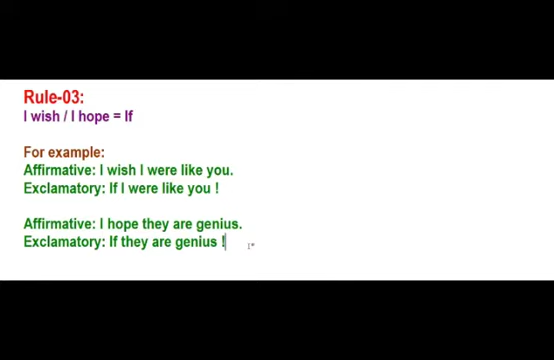 Rule-03:
I wish / I hope = If
For example:
Affirmative: I wish I were like you.
Exclamatory: If I were like you !
Affirmative: I hope they are genius.
Exclamatory: If they are genius !